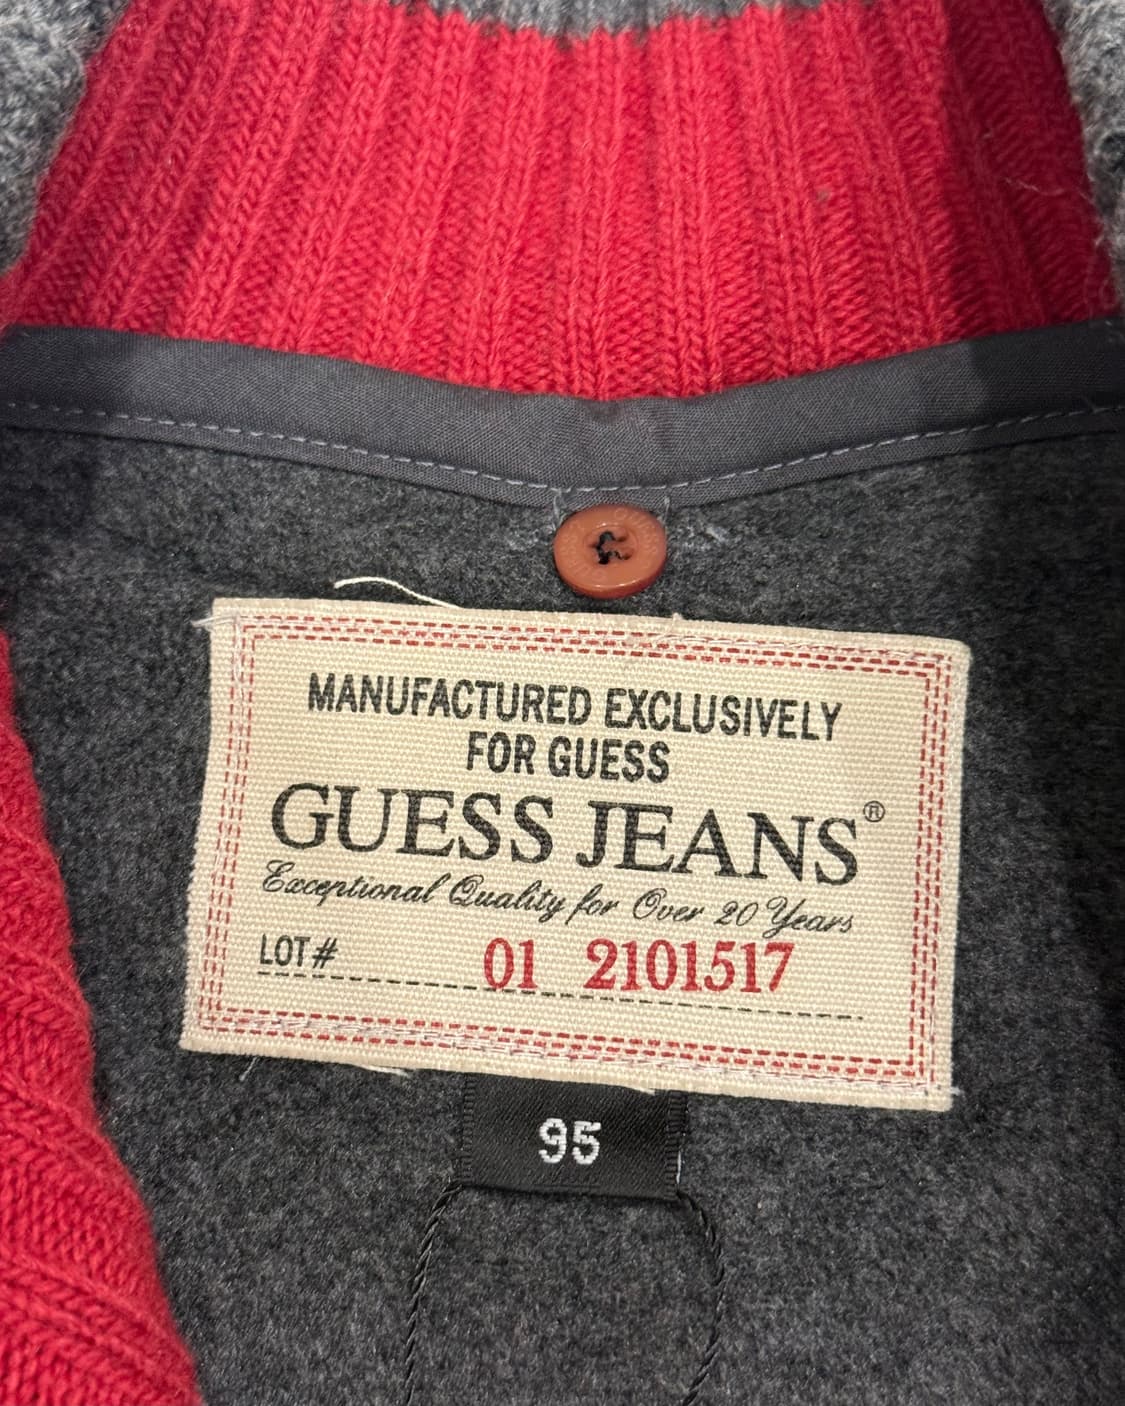 MANUFACTURED EXCLUSIVELY
FOR GUESS
GUESS JEANS®
Exceptional Quality for Over 20 Years
LOT# 01 2101517
95